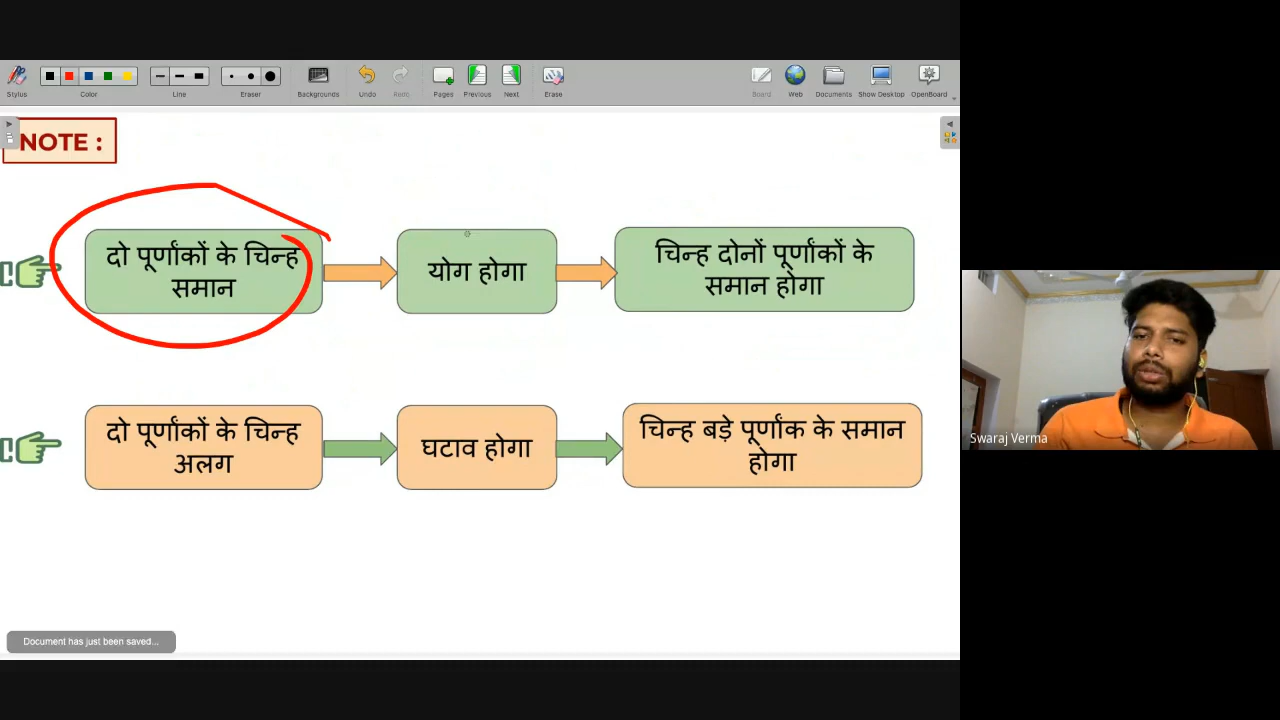 Stylus
Color
Line
Eraser
Backgrounds
Undo
Redo
Pages
Previous
Next
Erase
Board
Web
Documents
Show Desktop
OpenBoard
NOTE :
दो पूर्णांकों के चिन्ह
समान
योग होगा
चिन्ह दोनों पूर्णांकों के
समान होगा
दो पूर्णांकों के चिन्ह
अलग
घटाव होगा
चिन्ह बड़े पूर्णांक के समान
होगा
Swaraj Verma
Document has just been saved...